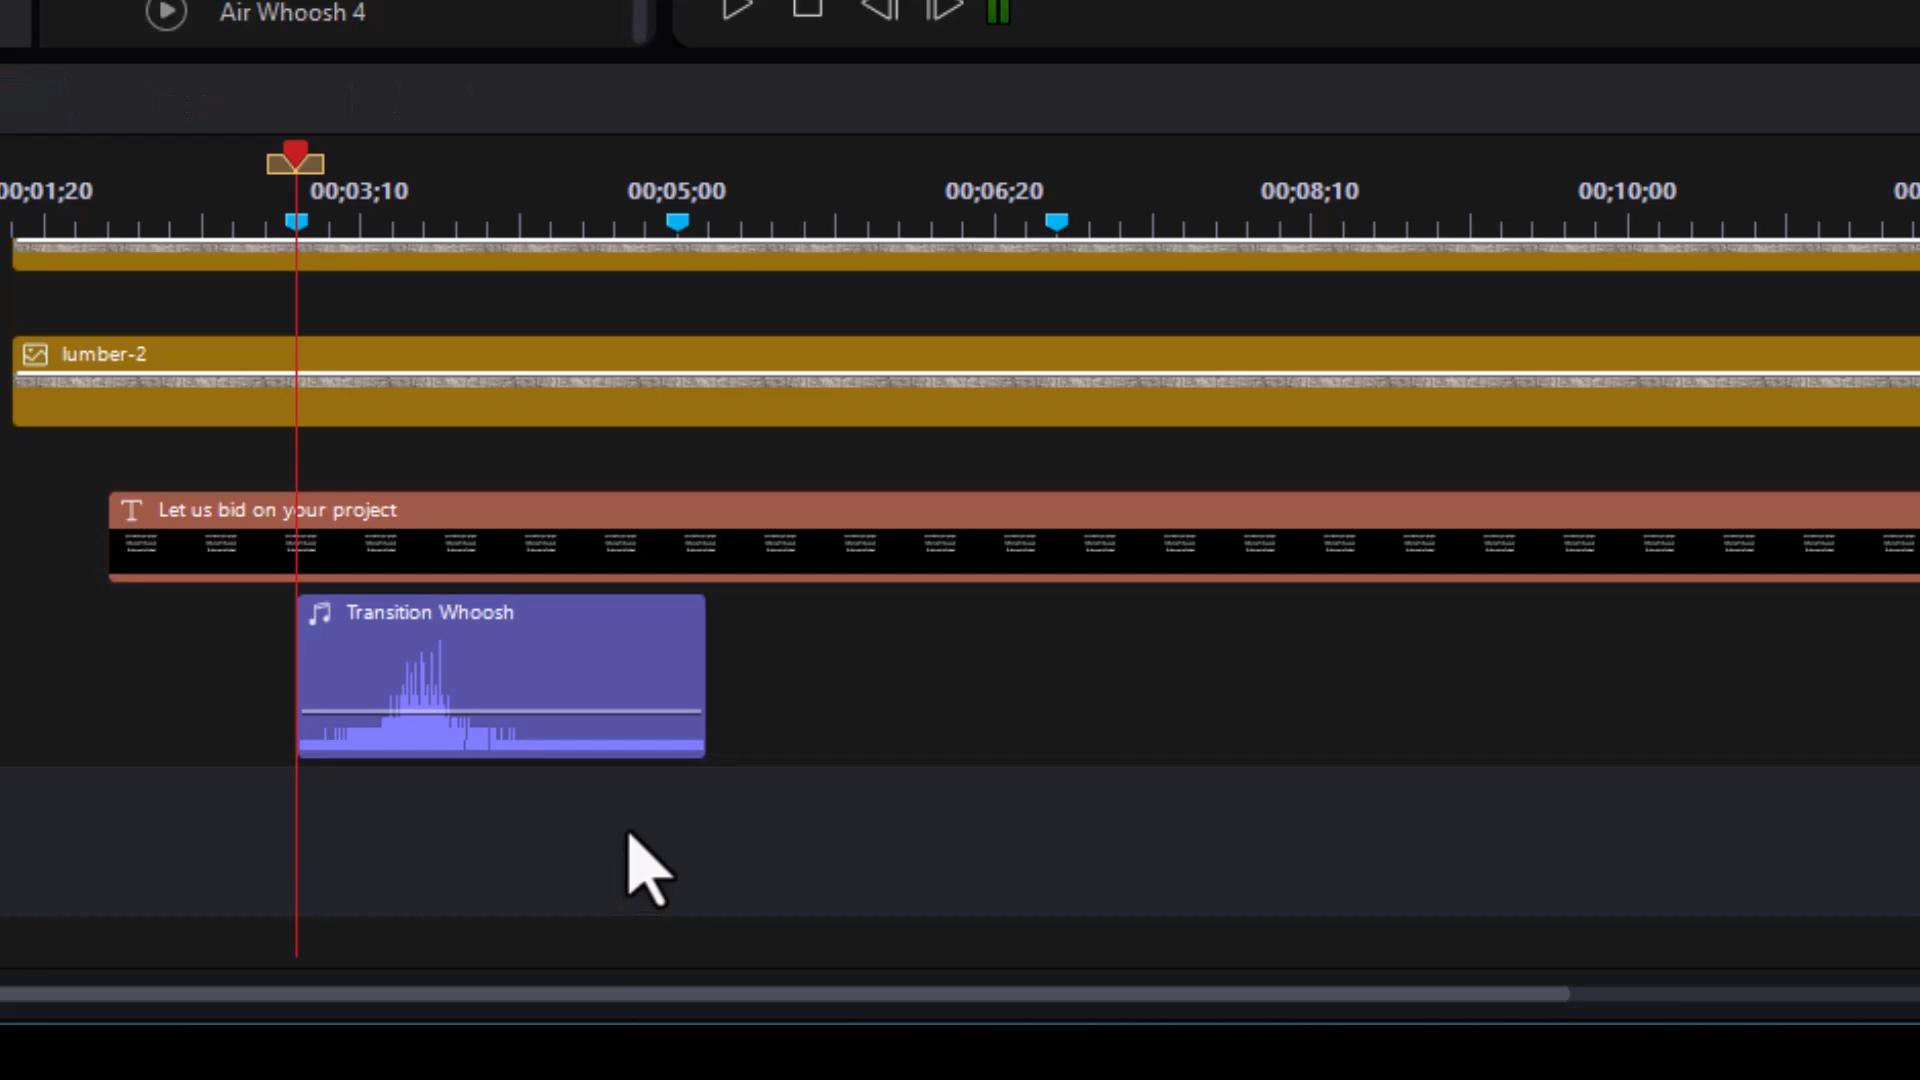 Air Whoosh 4
00;01;20
00;03;10
00;05;00
00;06;20
00;08;10
00;10;00
00
lumber-2
Let us bid on your project
Transition Whoosh